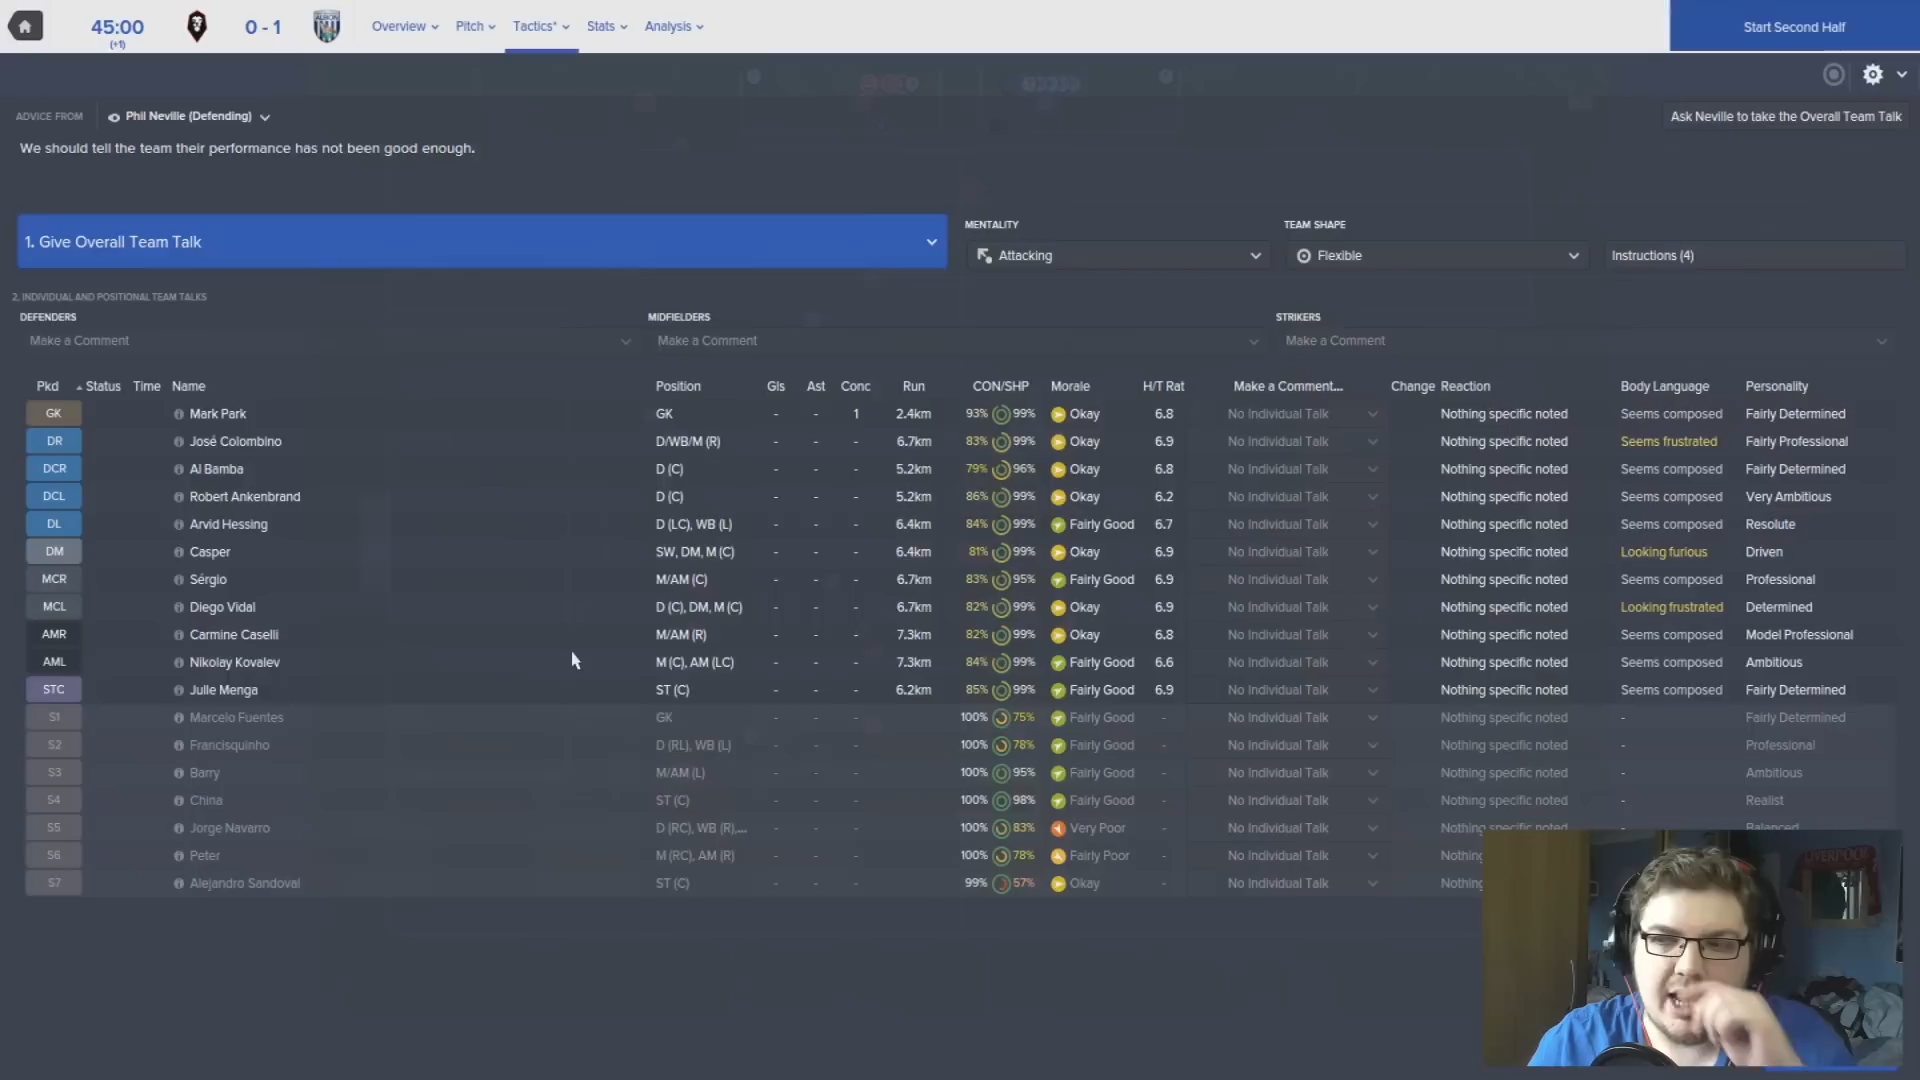 45:00
(+1)
0 - 1
ALBION
Overview
Pitch
Tactics*
Stats
Analysis
Start Second Half
ADVICE FROM
Phil Neville (Defending)
Ask Neville to take the Overall Team Talk
We should tell the team their performance has not been good enough.
1. Give Overall Team Talk
MENTALITY
Attacking
TEAM SHAPE
Flexible
Instructions (4)
2. INDIVIDUAL AND POSITIONAL TEAM TALKS
DEFENDERS MIDFIELDERS STRIKERS
Make a Comment Make a Comment Make a Comment
Pkd Status Time Name Position Gls Ast Conc Run CON/SHP Morale H/T Rat Make a Comment... Change Reaction Body Language Personality
GK Mark Park GK - - 1 2.4km 93% 99% Okay 6.8 No Individual Talk Nothing specific noted Seems composed Fairly Determined
DR José Colombino D/WB/M (R) - - - 6.7km 83% 99% Okay 6.9 No Individual Talk Nothing specific noted Seems frustrated Fairly Professional
DCR Al Bamba D (C) - - - 5.2km 79% 96% Okay 6.8 No Individual Talk Nothing specific noted Seems composed Fairly Determined
DCL Robert Ankenbrand D (C) - - - 5.2km 86% 99% Okay 6.2 No Individual Talk Nothing specific noted Seems composed Very Ambitious
DL Arvid Hessing D (LC), WB (L) - - - 6.4km 84% 99% Fairly Good 6.7 No Individual Talk Nothing specific noted Seems composed Resolute
DM Casper SW, DM, M (C) - - - 6.4km 81% 99% Okay 6.9 No Individual Talk Nothing specific noted Looking furious Driven
MCR Sérgio M/AM (C) - - - 6.7km 83% 95% Fairly Good 6.9 No Individual Talk Nothing specific noted Seems composed Professional
MCL Diego Vidal D (C), DM, M (C) - - - 6.7km 82% 99% Okay 6.9 No Individual Talk Nothing specific noted Looking frustrated Determined
AMR Carmine Caselli M/AM (R) - - - 7.3km 82% 99% Okay 6.8 No Individual Talk Nothing specific noted Seems composed Model Professional
AML Nikolay Kovalev M (C), AM (LC) - - - 7.3km 84% 99% Fairly Good 6.6 No Individual Talk Nothing specific noted Seems composed Ambitious
STC Julle Menga ST (C) - - - 6.2km 85% 99% Fairly Good 6.9 No Individual Talk Nothing specific noted Seems composed Fairly Determined
S1 Marcelo Fuentes GK - - - 100% 75% Fairly Good - No Individual Talk Nothing specific noted - Fairly Determined
S2 Francisquinho D (RL), WB (L) - - - 100% 78% Fairly Good - No Individual Talk Nothing specific noted - Professional
S3 Barry M/AM (L) - - - 100% 95% Fairly Good - No Individual Talk Nothing specific noted - Ambitious
S4 China ST (C) - - - 100% 98% Fairly Good - No Individual Talk Nothing specific noted - Realist
S5 Jorge Navarro D (RC), WB (R),... - - - 100% 83% Very Poor - No Individual Talk Nothing specific noted - Balanced
S6 Peter M (RC), AM (R) - - - 100% 78% Fairly Poor - No Individual Talk Nothing
S7 Alejandro Sandoval ST (C) - - - 99% 57% Okay - No Individual Talk Nothing
LIVERPOOL